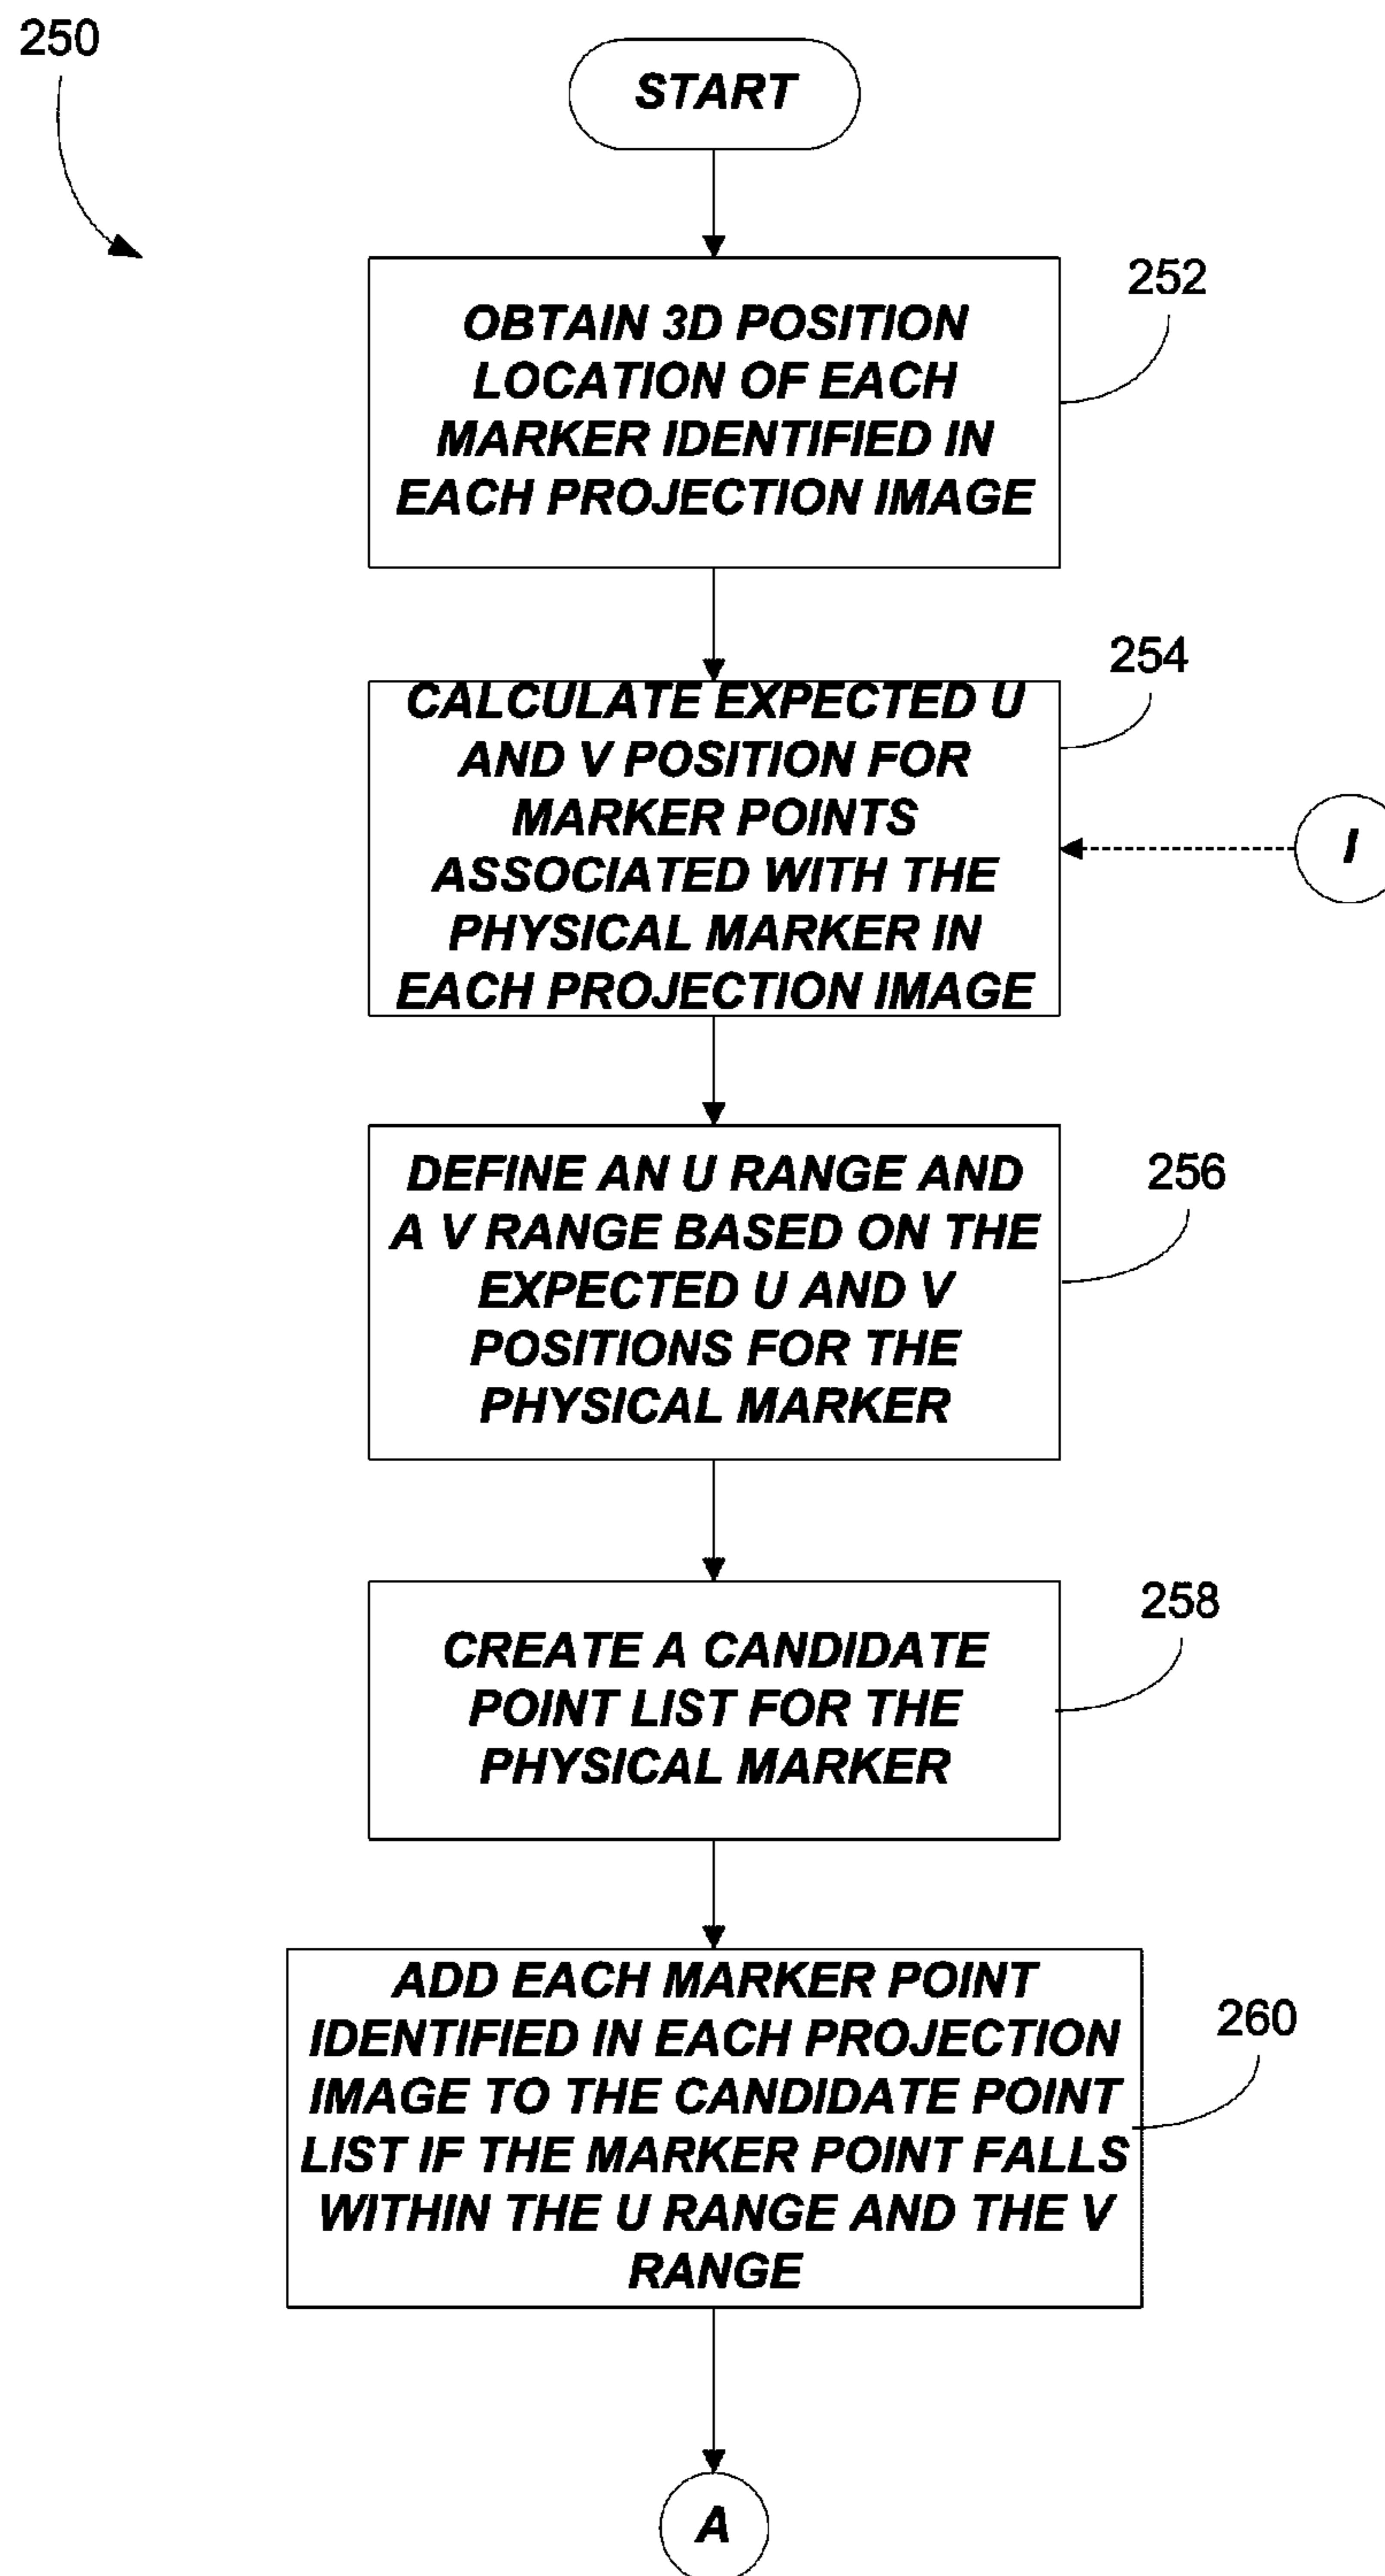 250
START
252
OBTAIN 3D POSITION
LOCATION OF EACH
MARKER IDENTIFIED IN
EACH PROJECTION IMAGE
254
CALCULATE EXPECTED U
AND V POSITION FOR
MARKER POINTS
ASSOCIATED WITH THE
PHYSICAL MARKER IN
EACH PROJECTION IMAGE
I
256
DEFINE AN U RANGE AND
A V RANGE BASED ON THE
EXPECTED U AND V
POSITIONS FOR THE
PHYSICAL MARKER
258
CREATE A CANDIDATE
POINT LIST FOR THE
PHYSICAL MARKER
260
ADD EACH MARKER POINT
IDENTIFIED IN EACH PROJECTION
IMAGE TO THE CANDIDATE POINT
LIST IF THE MARKER POINT FALLS
WITHIN THE U RANGE AND THE V
RANGE
A